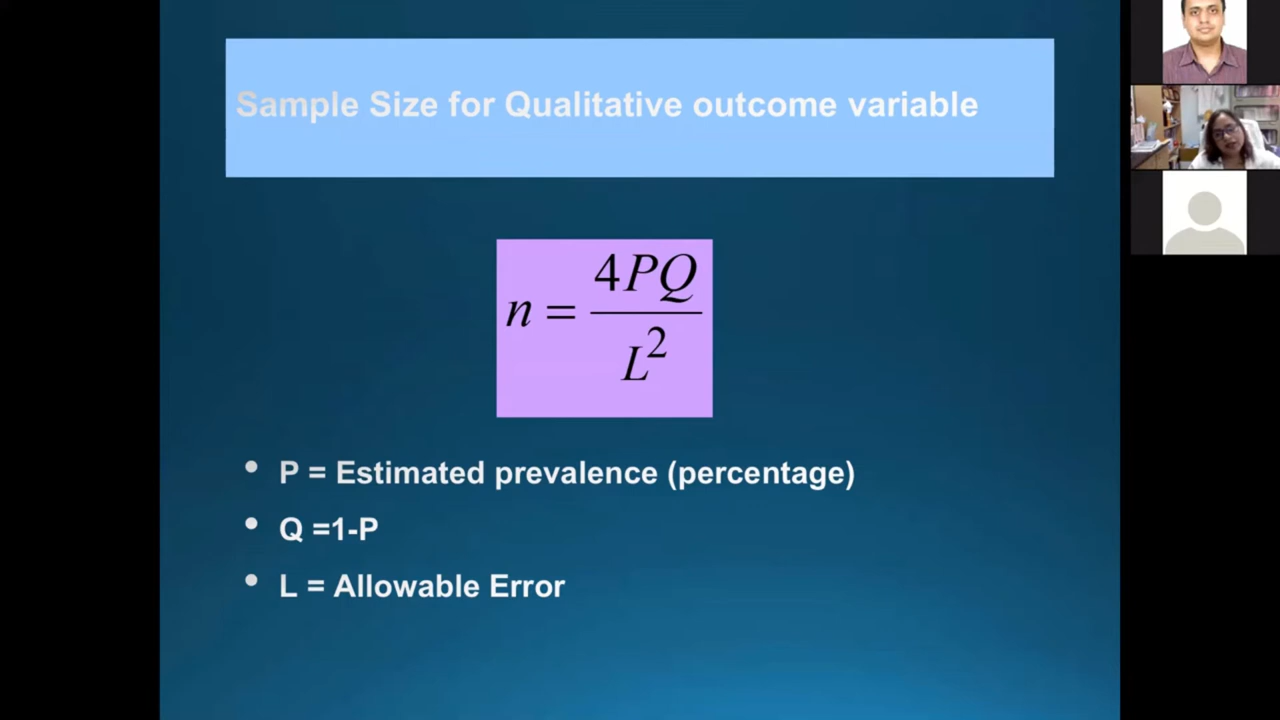 Sample Size for Qualitative outcome variable
n = 4PQ / L²
• P = Estimated prevalence (percentage)
• Q =1-P
• L = Allowable Error